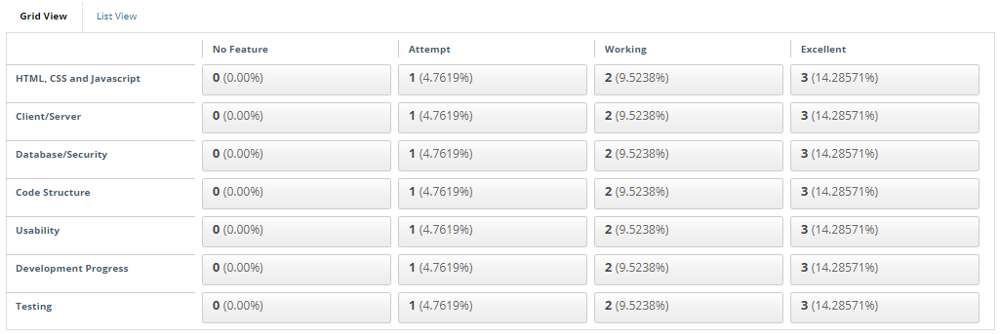 Grid View List View
No Feature Attempt Working Excellent
HTML, CSS and Javascript 0 (0.00%) 1 (4.7619%) 2 (9.5238%) 3 (14.28571%)
Client/Server 0 (0.00%) 1 (4.7619%) 2 (9.5238%) 3 (14.28571%)
Database/Security 0 (0.00%) 1 (4.7619%) 2 (9.5238%) 3 (14.28571%)
Code Structure 0 (0.00%) 1 (4.7619%) 2 (9.5238%) 3 (14.28571%)
Usability 0 (0.00%) 1 (4.7619%) 2 (9.5238%) 3 (14.28571%)
Development Progress 0 (0.00%) 1 (4.7619%) 2 (9.5238%) 3 (14.28571%)
Testing 0 (0.00%) 1 (4.7619%) 2 (9.5238%) 3 (14.28571%)